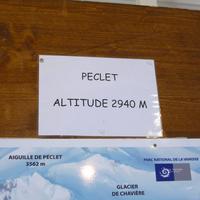 PECLET
ALTITUDE 2940 M
AIGUILLE DE PECLET
3562 m
PARC NATIONAL DE LA VANOISE
GLACIER
DE CHAVIÈRE